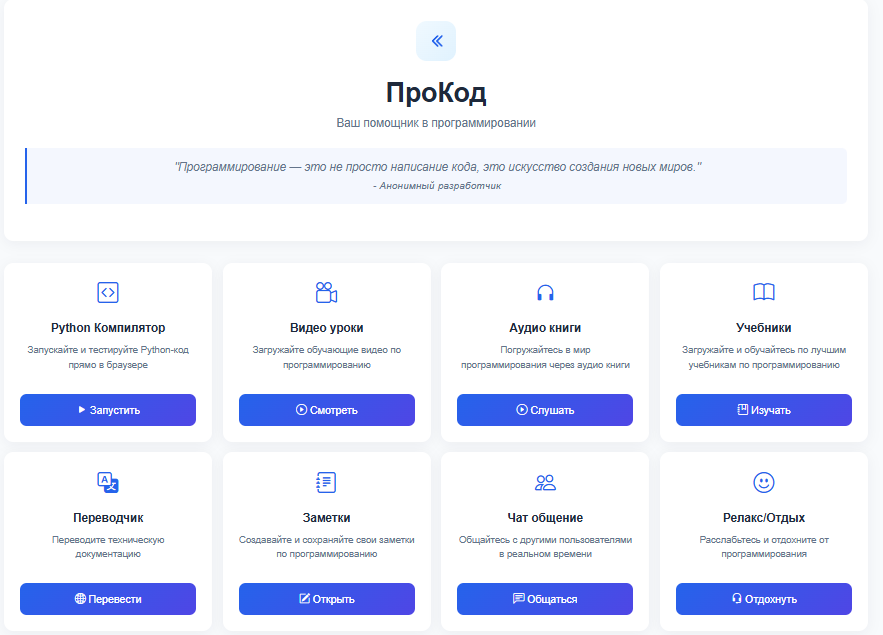 ПроКод
Ваш помощник в программировании
"Программирование — это не просто написание кода, это искусство создания новых миров."
- Анонимный разработчик
Python Компилятор
Запускайте и тестируйте Python-код
прямо в браузере
Запустить
Видео уроки
Загружайте обучающие видео по
программированию
Смотреть
Аудио книги
Погружайтесь в мир
программирования через аудио книги
Слушать
Учебники
Загружайте и обучайтесь по лучшим
учебникам по программированию
Изучать
Переводчик
Переводите техническую
документацию
Перевести
Заметки
Создавайте и сохраняйте свои заметки
по программированию
Открыть
Чат общение
Общайтесь с другими пользователями
в реальном времени
Общаться
Релакс/Отдых
Расслабьтесь и отдохните от
программирования
Отдохнуть